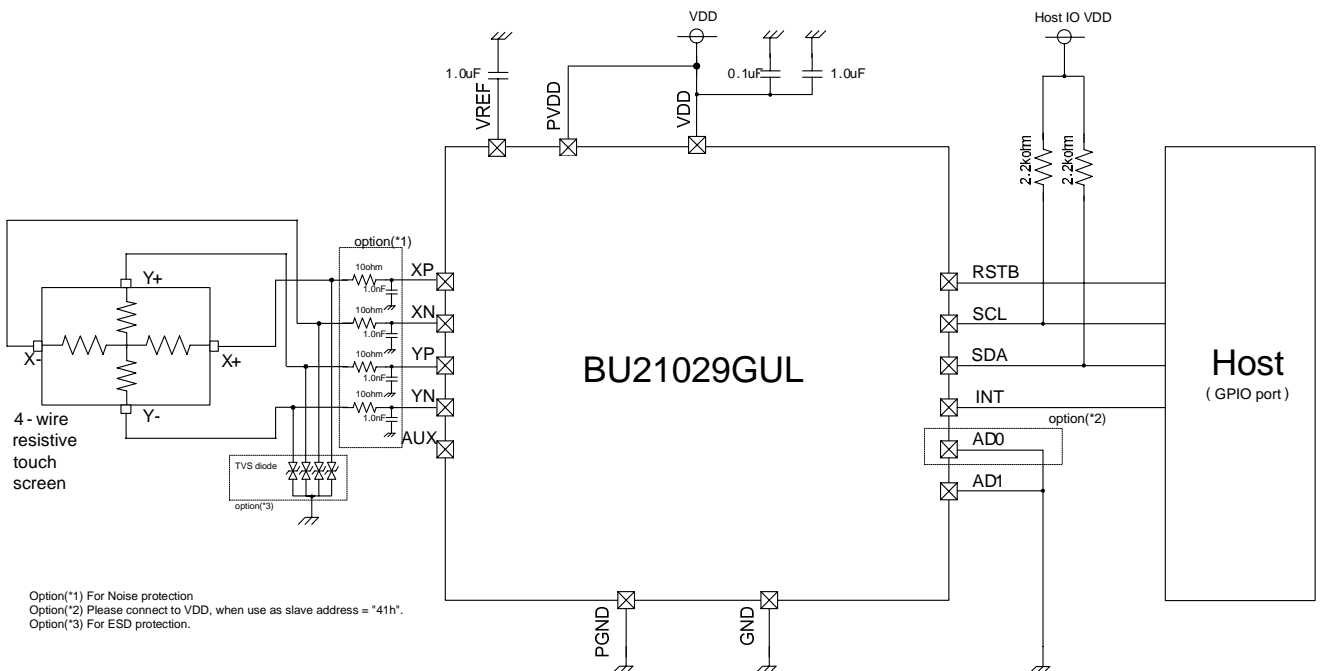 VDD
Host IO VDD
1.0uF
0.1uF
1.0uF
VREF
PVDD
VDD
2.2kohm
2.2kohm
option(*1)
10ohm
1.0nF
XP
10ohm
1.0nF
XN
10ohm
1.0nF
YP
10ohm
1.0nF
YN
AUX
Y+
X-
X+
Y-
4-wire
resistive
touch
screen
TVS diode
option(*3)
BU21029GUL
RSTB
SCL
SDA
INT
option(*2)
AD0
AD1
Host
( GPIO port )
PGND
GND
Option(*1) For Noise protection
Option(*2) Please connect to VDD, when use as slave address = "41h".
Option(*3) For ESD protection.